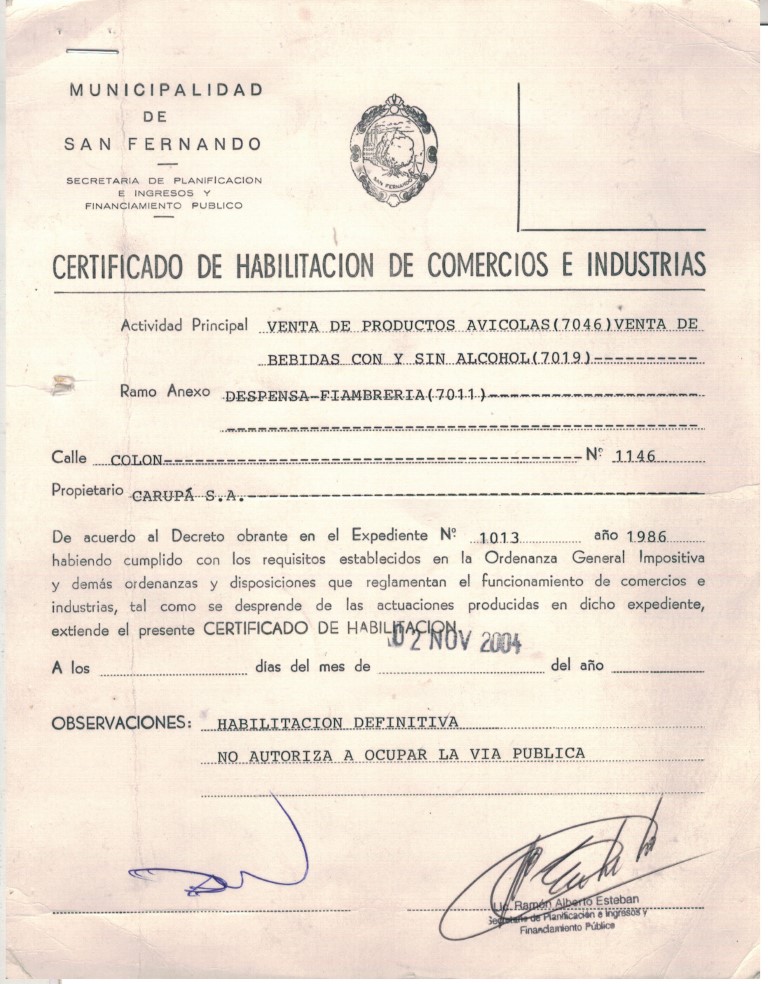 MUNICIPALIDAD
DE
SAN FERNANDO
SECRETARIA DE PLANIFICACION
E INGRESOS Y
FINANCIAMIENTO PUBLICO
SAN FERNANDO
CERTIFICADO DE HABILITACION DE COMERCIOS E INDUSTRIAS
Actividad Principal VENTA DE PRODUCTOS AVICOLAS(7046)VENTA DE
BEBIDAS CON Y SIN ALCOHOL(7019)----------
Ramo Anexo DESPENSA-FIAMBRERIA(7011)--------------------
---------------------------------------------
Calle COLON---------------------------------------- Nº 1146
Propietario CARUPÁ S.A.-------------------------------------------
De acuerdo al Decreto obrante en el Expediente Nº 1013 año 1986
habiendo cumplido con los requisitos establecidos en la Ordenanza General Impositiva
y demás ordenanzas y disposiciones que reglamentan el funcionamiento de comercios e
industrias, tal como se desprende de las actuaciones producidas en dicho expediente,
extiende el presente CERTIFICADO DE HABILITACION
02 NOV 2004
A los días del mes de del año
OBSERVACIONES: HABILITACION DEFINITIVA
NO AUTORIZA A OCUPAR LA VIA PUBLICA
Lic. Ramón Alberto Esteban
Secretario de Planificación e Ingresos y
Financiamiento Público